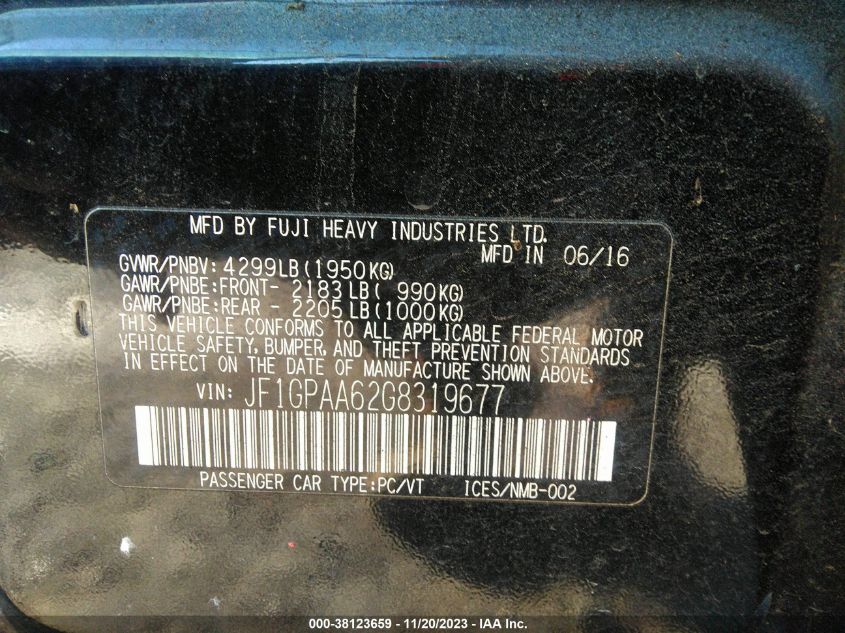 MFD BY FUJI HEAVY INDUSTRIES LTD.
MFD IN 06/16
GVWR/PNBV: 4299LB(1950KG)
GAWR/PNBE:FRONT- 2183LB( 990KG)
GAWR/PNBE:REAR - 2205LB(1000KG)
THIS VEHICLE CONFORMS TO ALL APPLICABLE FEDERAL MOTOR
VEHICLE SAFETY, BUMPER, AND THEFT PREVENTION STANDARDS
IN EFFECT ON THE DATE OF MANUFACTURE SHOWN ABOVE.
VIN: JF1GPAA62G8319677
PASSENGER CAR TYPE:PC/VT ICES/NMB-002
000-38123659 - 11/20/2023 - IAA Inc.